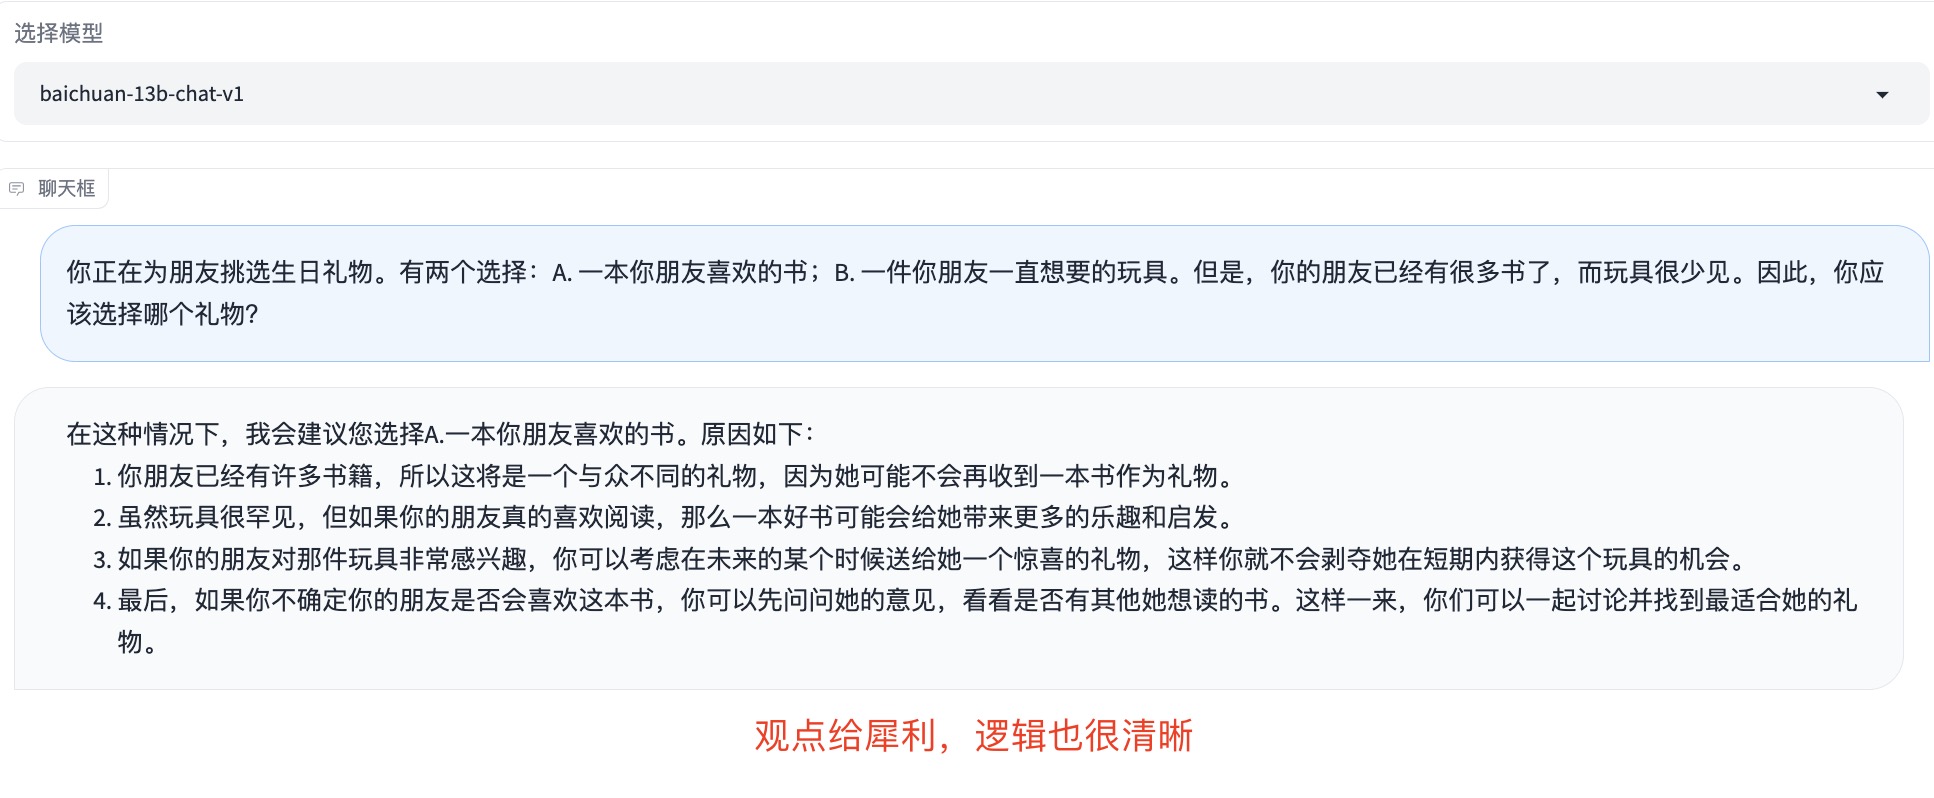 选择模型
baichuan-13b-chat-v1
聊天框
你正在为朋友挑选生日礼物。有两个选择：A. 一本你朋友喜欢的书；B. 一件你朋友一直想要的玩具。但是，你的朋友已经有很多书了，而玩具很少见。因此，你应
该选择哪个礼物?
在这种情况下，我会建议您选择A.一本你朋友喜欢的书。原因如下：
1. 你朋友已经有许多书籍，所以这将是一个与众不同的礼物，因为她可能不会再收到一本书作为礼物。
2. 虽然玩具很罕见，但如果你的朋友真的喜欢阅读，那么一本好书可能会给她带来更多的乐趣和启发。
3. 如果你的朋友对那件玩具非常感兴趣，你可以考虑在未来的某个时候送给她一个惊喜的礼物，这样你就不会剥夺她在短期内获得这个玩具的机会。
4. 最后，如果你不确定你的朋友是否会喜欢这本书，你可以先问问她的意见，看看是否有其他她想读的书。这样一来，你们可以一起讨论并找到最适合她的礼
物。
观点给犀利，逻辑也很清晰